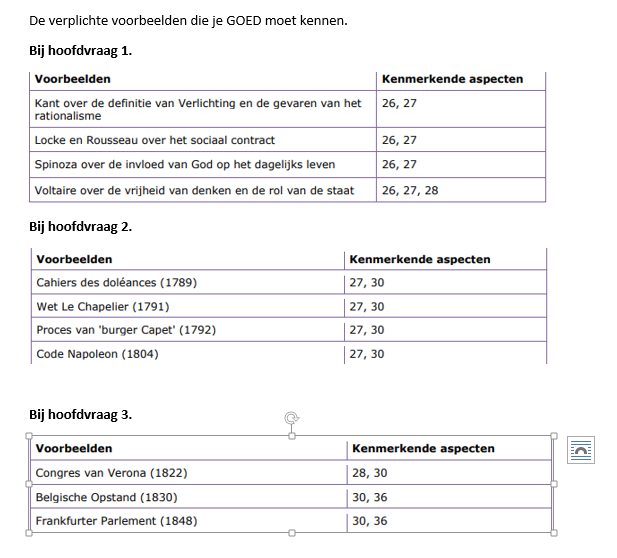 De verplichte voorbeelden die je GOED moet kennen.
Bij hoofdvraag 1.
Voorbeelden Kenmerkende aspecten
Kant over de definitie van Verlichting en de gevaren van het 26, 27
rationalisme
Locke en Rousseau over het sociaal contract 26, 27
Spinoza over de invloed van God op het dagelijks leven 26, 27
Voltaire over de vrijheid van denken en de rol van de staat 26, 27, 28
Bij hoofdvraag 2.
Voorbeelden Kenmerkende aspecten
Cahiers des doléances (1789) 27, 30
Wet Le Chapelier (1791) 27, 30
Proces van 'burger Capet' (1792) 27, 30
Code Napoleon (1804) 27, 30
Bij hoofdvraag 3.
Voorbeelden Kenmerkende aspecten
Congres van Verona (1822) 28, 30
Belgische Opstand (1830) 30, 36
Frankfurter Parlement (1848) 30, 36